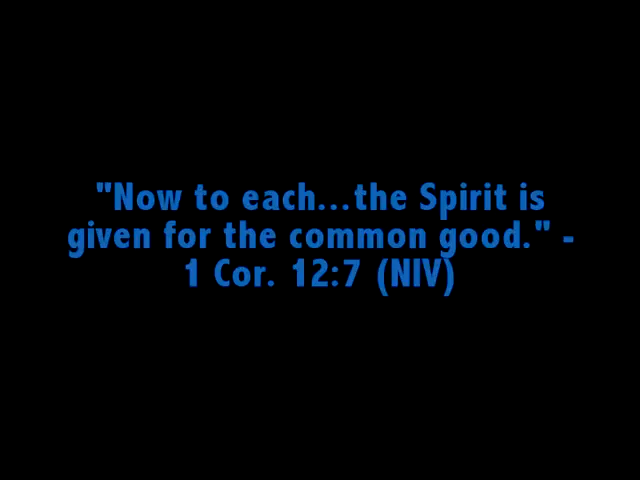 "Now to each...the Spirit is
given for the common good." -
1 Cor. 12:7 (NIV)